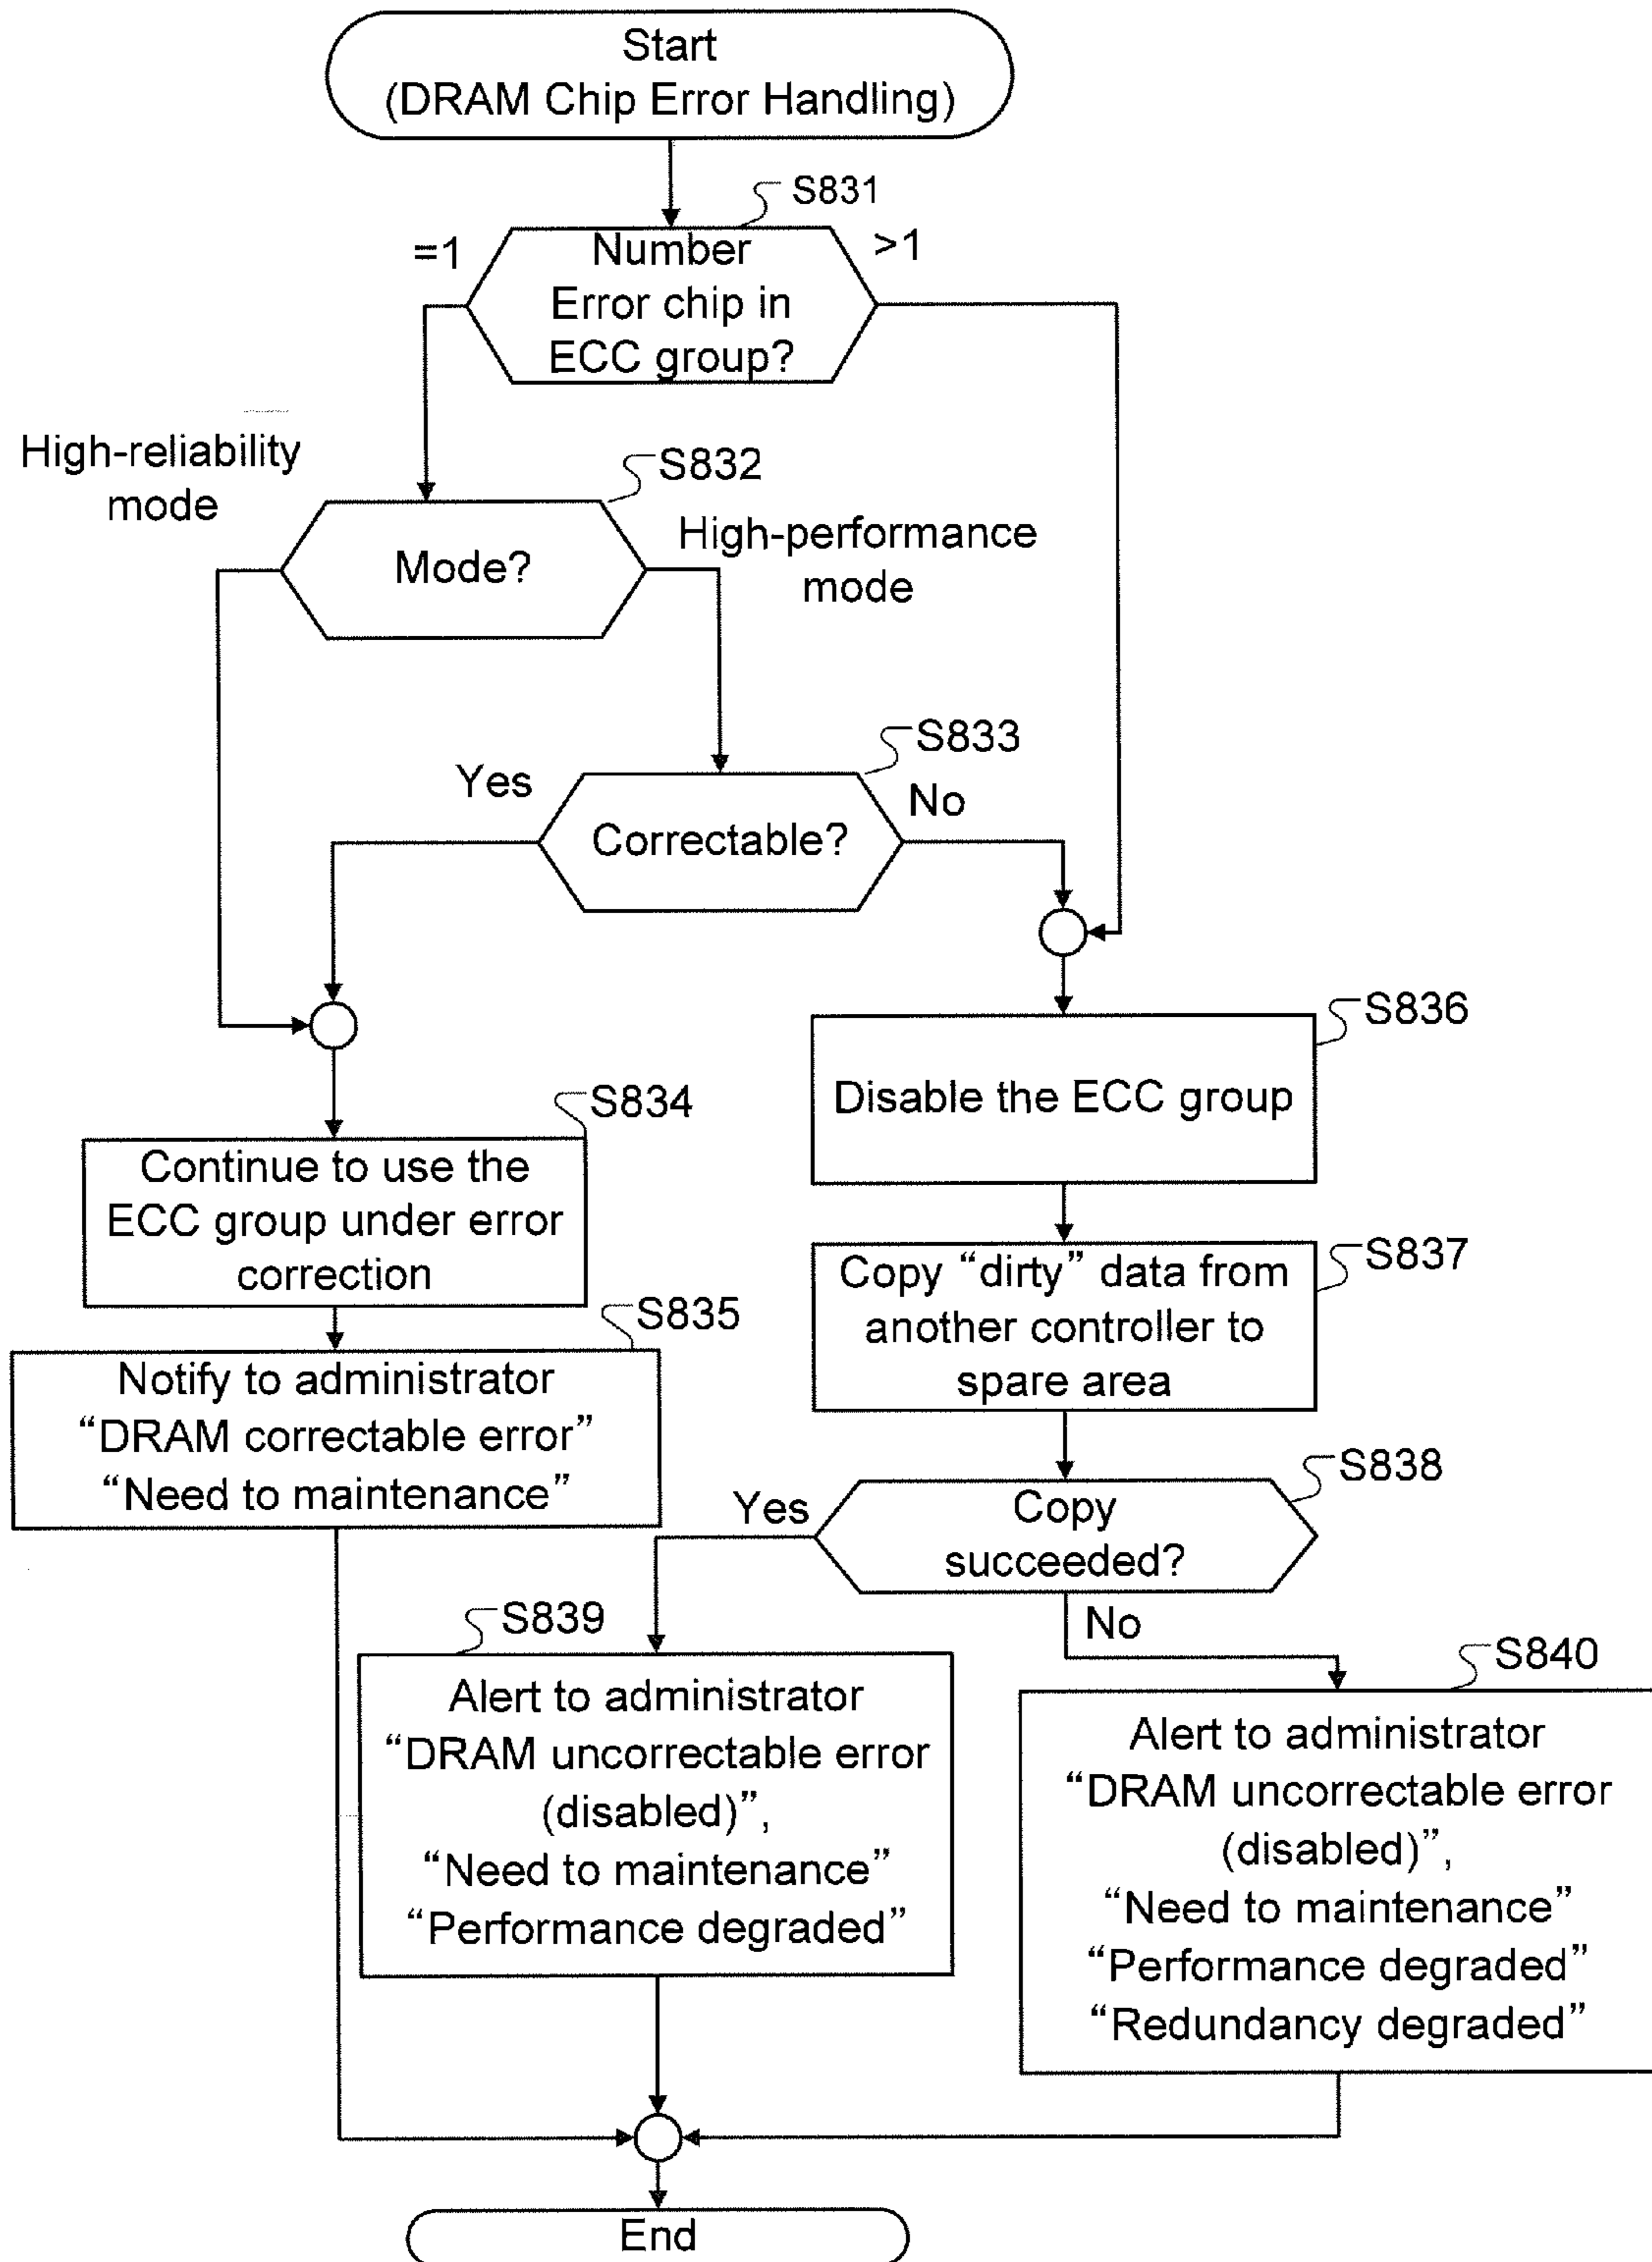 Start
(DRAM Chip Error Handling)
S831
=1
Number
Error chip in
ECC group?
>1
High-reliability
mode
S832
Mode?
High-performance
mode
S833
Yes
Correctable?
No
S836
Disable the ECC group
S834
Continue to use the
ECC group under error
correction
S837
Copy “dirty” data from
another controller to
spare area
S835
Notify to administrator
“DRAM correctable error”
“Need to maintenance”
S838
Yes
Copy
succeeded?
No
S839
Alert to administrator
“DRAM uncorrectable error
(disabled)”,
“Need to maintenance”
“Performance degraded”
S840
Alert to administrator
“DRAM uncorrectable error
(disabled)”,
“Need to maintenance”
“Performance degraded”
“Redundancy degraded”
End